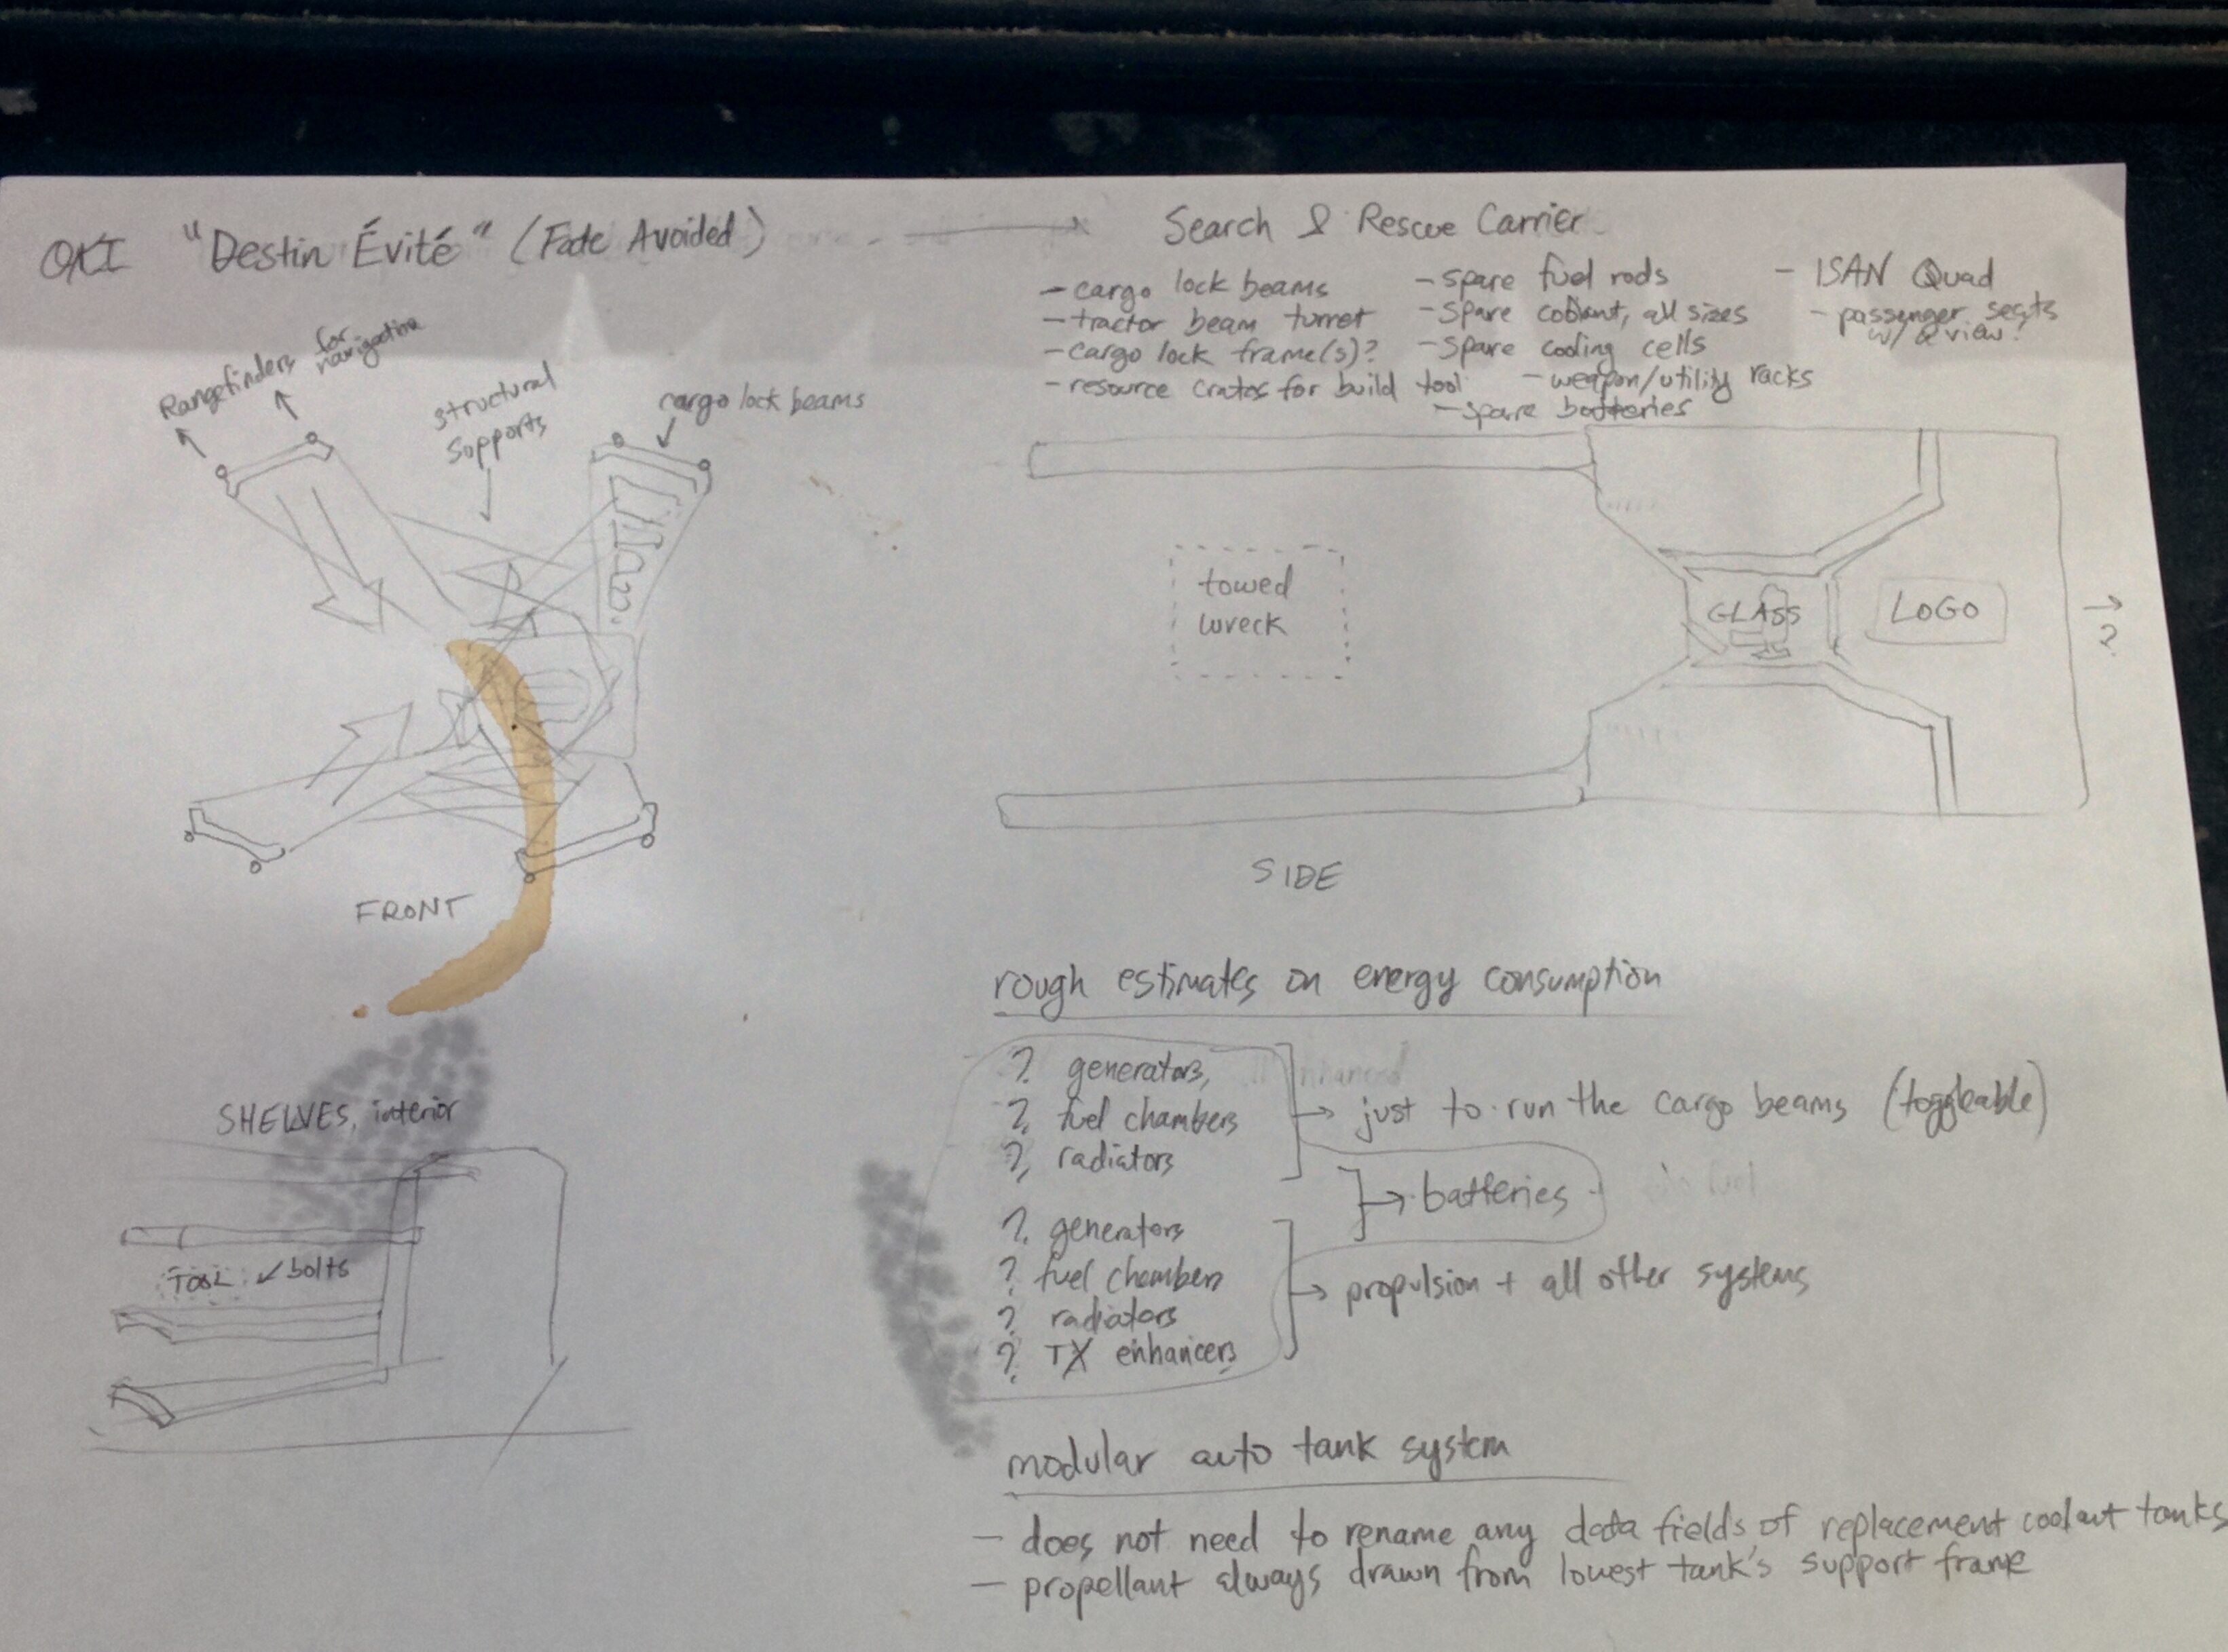 OKI "Destin Évité" (Fate Avoided)
Search & Rescue Carrier
- cargo lock beams
- tractor beam turret
- cargo lock frame(s)?
- resource crates for build tool
- spare fuel rods
- spare coolant, all sizes
- spare cooling cells
- weapon/utility racks
- spare batteries
- ISAN Quad
- passenger seats
w/ a view?
Rangefinders for
navigation
structural
supports
cargo lock beams
FRONT
towed
wreck
GLASS
LOGO
?
SIDE
SHELVES, interior
TOOL
bolts
rough estimates on energy consumption
? generators,
? fuel chambers
? radiators
just to run the cargo beams (toggleable)
batteries
? generators
? fuel chambers
? radiators
? TX enhancers
propulsion + all other systems
modular auto tank system
- does not need to rename any data fields of replacement coolant tanks
- propellant always drawn from lowest tank's support frame